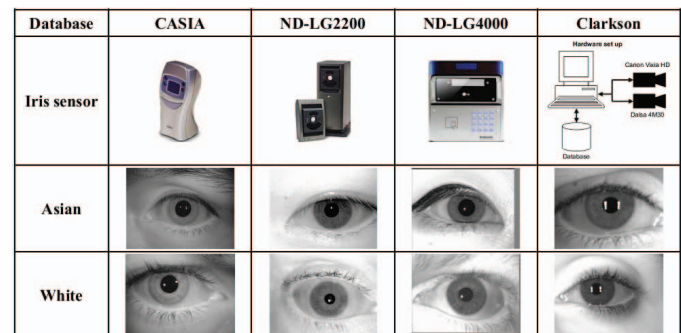 Database CASIA ND-LG2200 ND-LG4000 Clarkson
Iris sensor
Hardware set up
Canon Vixia HD
Dalsa 4M30
Database
Asian
White